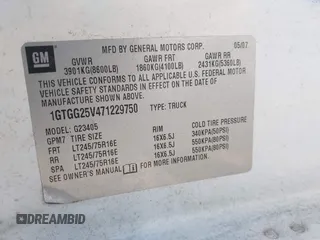 GM
MFD BY GENERAL MOTORS CORP. 05/07
GVWR GAWR FRT GAWR RR
3901KG(8600LB) 1860KG(4100LB) 2431KG(5360LB)
THIS VEHICLE CONFORMS TO ALL APPLICABLE U.S. FEDERAL MOTOR
VEHICLE SAFETY STANDARDS IN EFFECT ON THE DATE OF
MANUFACTURE SHOWN ABOVE.
1GTGG25V471229750 TYPE: TRUCK
MODEL: G23405
GPM7 TIRE SIZE RIM COLD TIRE PRESSURE
FRT LT245/75R16E 16X6.5J 340KPA(50PSI)
RR LT245/75R16E 16X6.5J 550KPA(80PSI)
SPA LT245/75R16E 16X6.5J 550KPA(80PSI)
SEE OWNER'S MANUAL FOR ADDITIONAL INFORMATION.
DREAMBID